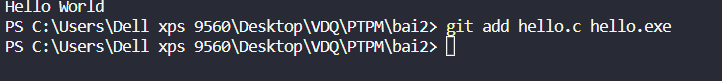 Hello World
PS C:\Users\Dell xps 9560\Desktop\VDQ\PTPM\bai2> git add hello.c hello.exe
PS C:\Users\Dell xps 9560\Desktop\VDQ\PTPM\bai2>